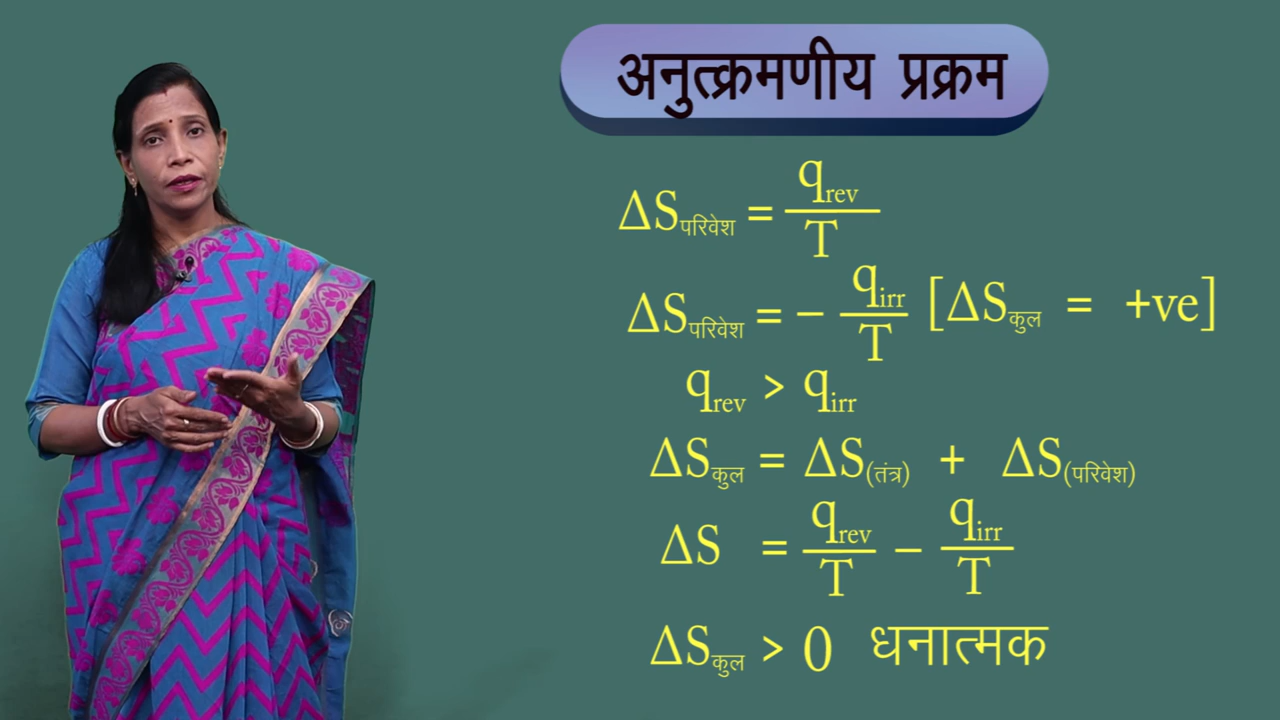 अनुत्क्रमणीय प्रक्रम
ΔSपरिवेश = qrev/T
ΔSपरिवेश = − qirr/T [ΔSकुल = +ve]
qrev > qirr
ΔSकुल = ΔS(तंत्र) + ΔS(परिवेश)
ΔS = qrev/T − qirr/T
ΔSकुल > 0 धनात्मक